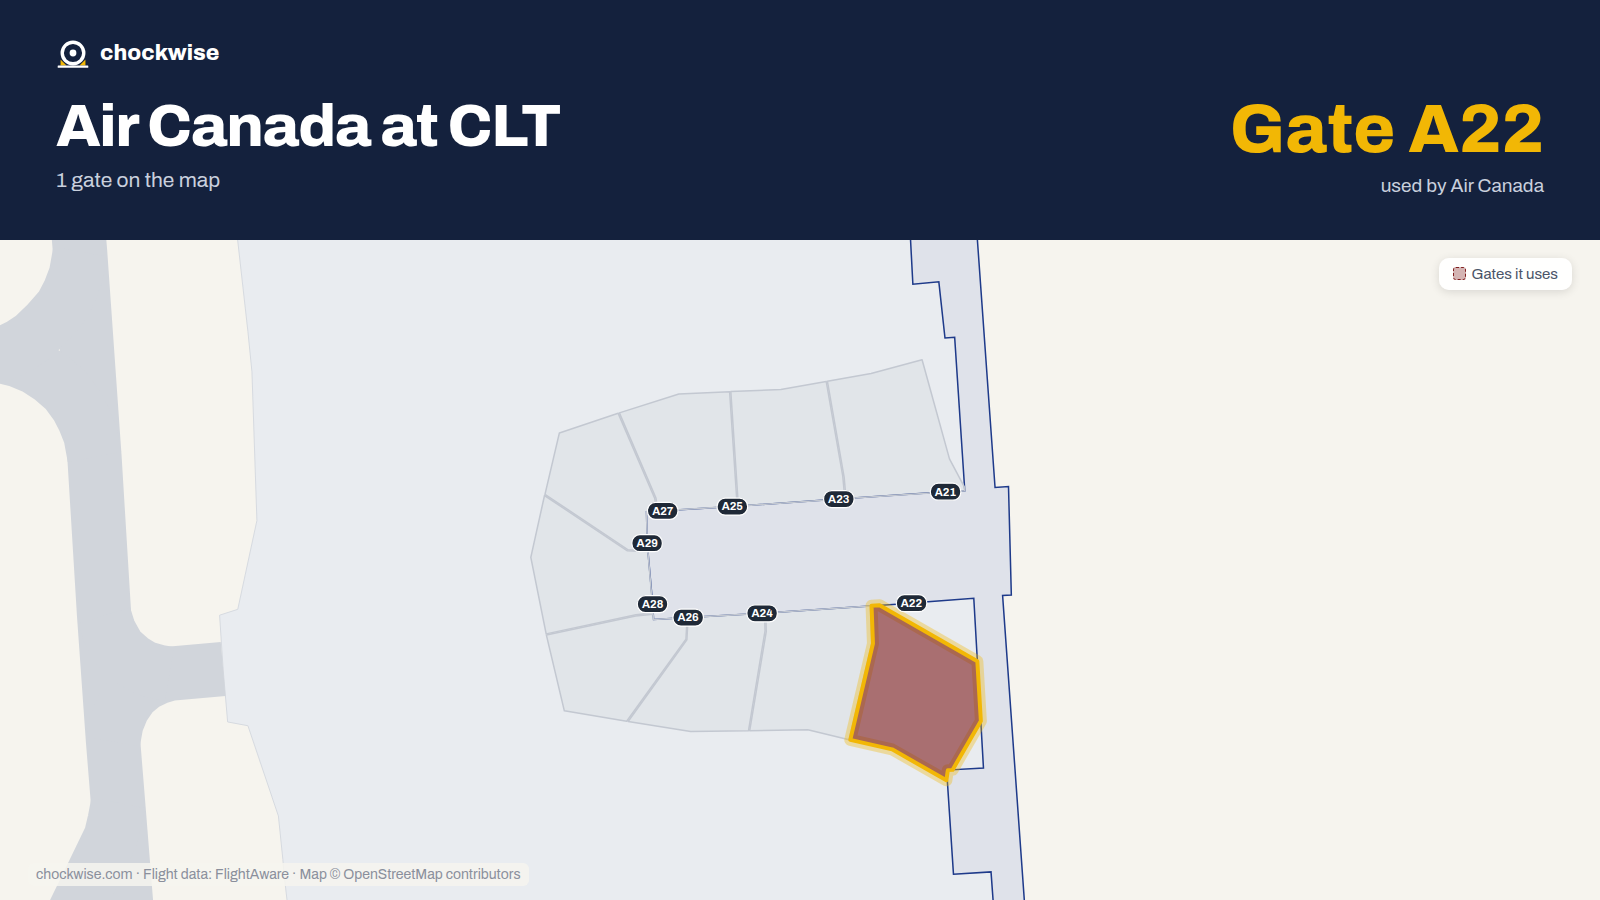 chockwise
Air Canada at CLT
1 gate on the map
Gate A22
used by Air Canada
Gates it uses
A21
A23
A25
A27
A29
A28
A26
A24
A22
chockwise.com · Flight data: FlightAware · Map © OpenStreetMap contributors